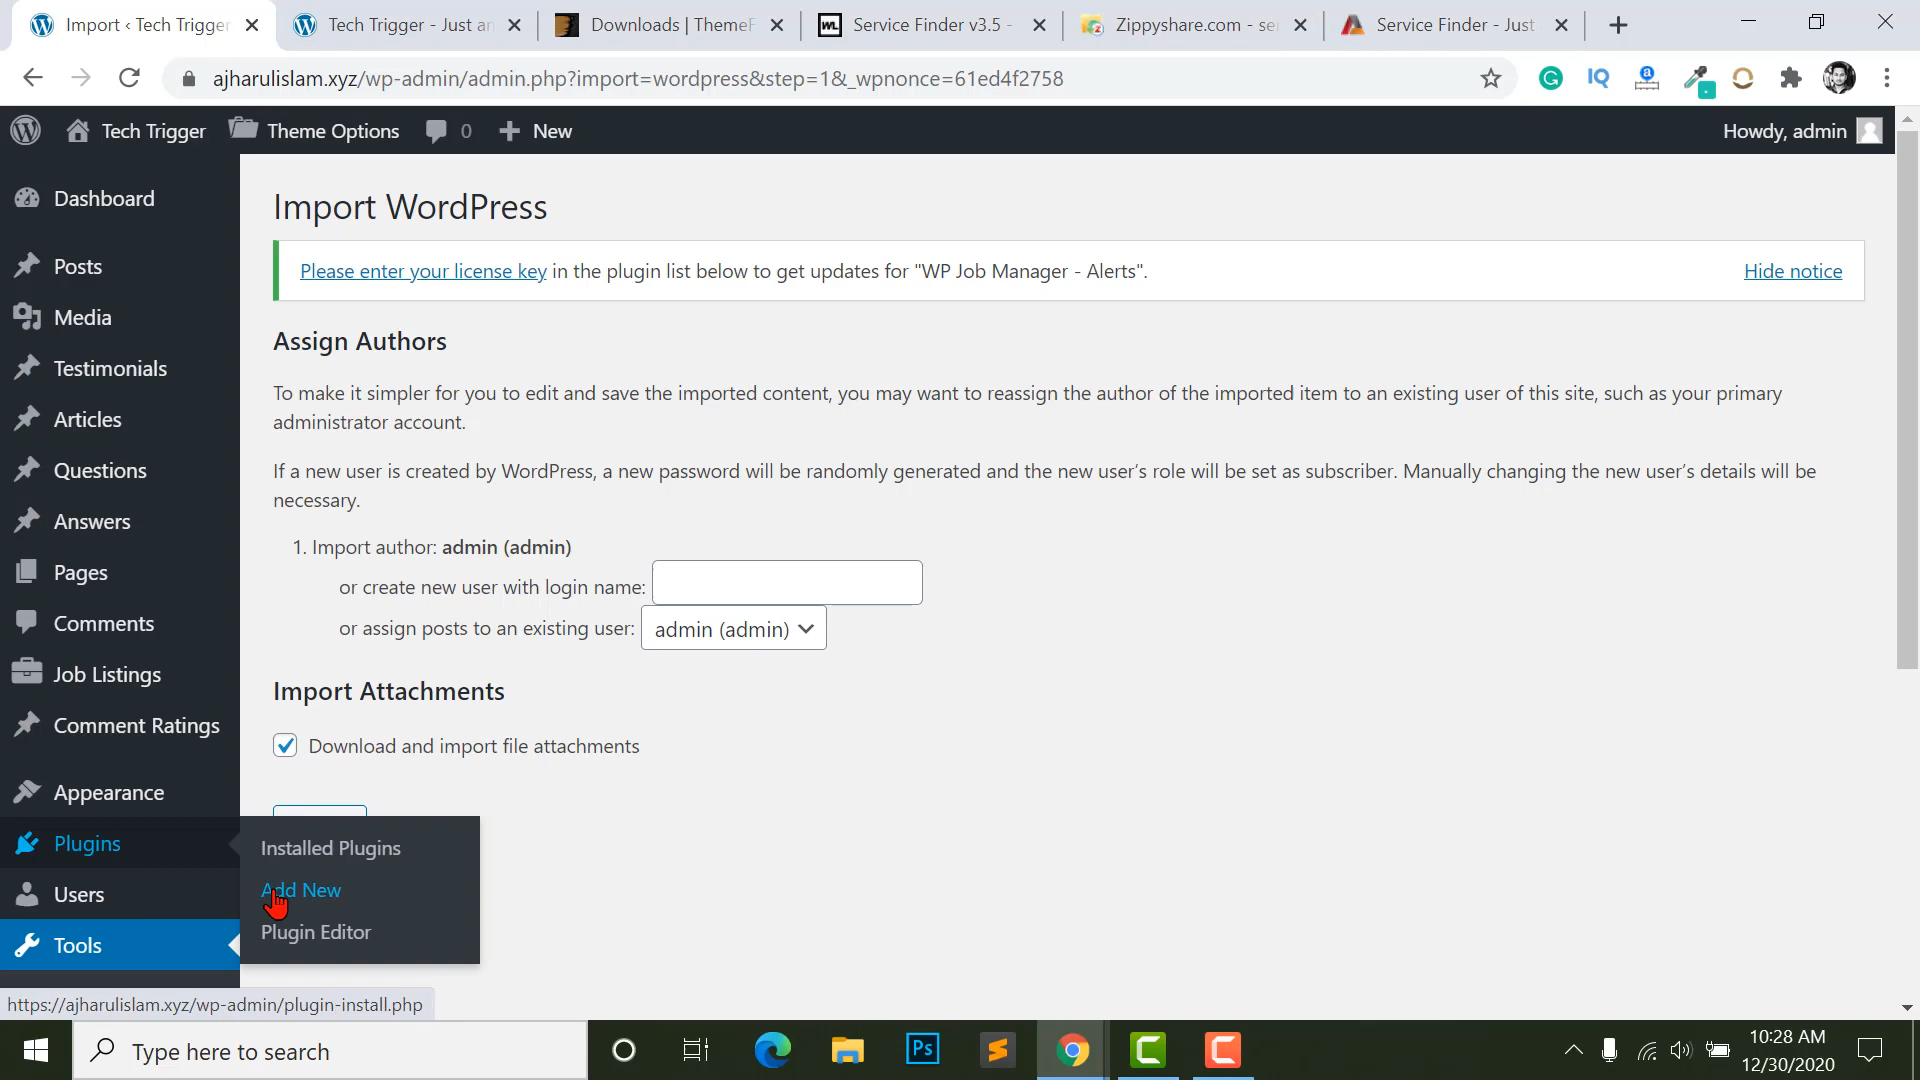 Import ‹ Tech Trigger
Tech Trigger - Just an
Downloads | ThemeF
Service Finder v3.5 -
Zippyshare.com - se
Service Finder - Just
ajharulislam.xyz/wp-admin/admin.php?import=wordpress&step=1&_wpnonce=61ed4f2758
Tech Trigger
Theme Options
0
New
Howdy, admin
Dashboard
Posts
Media
Testimonials
Articles
Questions
Answers
Pages
Comments
Job Listings
Comment Ratings
Appearance
Plugins
Users
Tools
Installed Plugins
Add New
Plugin Editor
Import WordPress
Please enter your license key in the plugin list below to get updates for "WP Job Manager - Alerts".
Hide notice
Assign Authors
To make it simpler for you to edit and save the imported content, you may want to reassign the author of the imported item to an existing user of this site, such as your primary
administrator account.
If a new user is created by WordPress, a new password will be randomly generated and the new user's role will be set as subscriber. Manually changing the new user's details will be
necessary.
1. Import author: admin (admin)
or create new user with login name:
or assign posts to an existing user: admin (admin)
Import Attachments
Download and import file attachments
https://ajharulislam.xyz/wp-admin/plugin-install.php
Type here to search
Ps
10:28 AM
12/30/2020